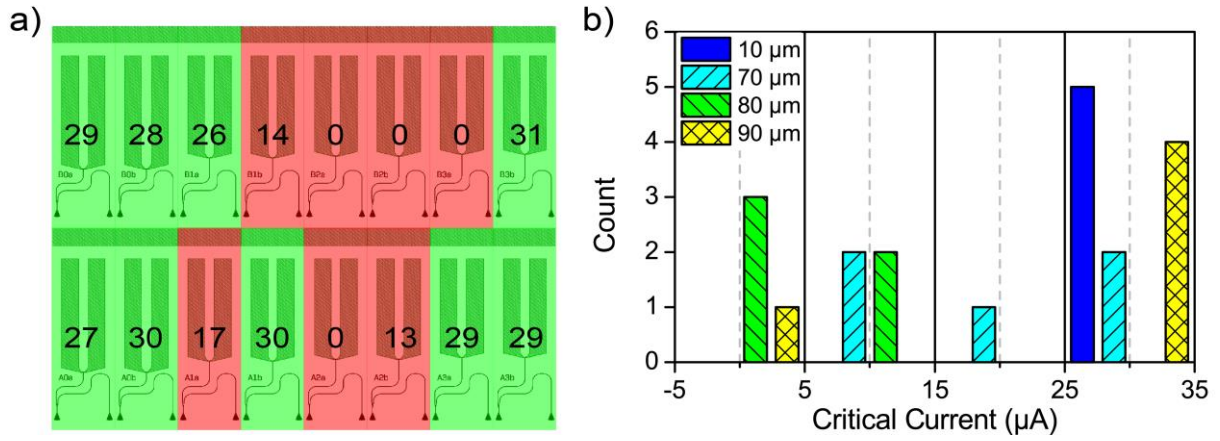 a)
29 28 26 14 0 0 0 31
B0a B0b B1a B1b B2a B2b B3a B3b
27 30 17 30 0 13 29 29
A0a A0b A1a A1b A2a A2b A3a A3b
b)
6
5
4
3
2
1
0
Count
10 µm
70 µm
80 µm
90 µm
-5 5 15 25 35
Critical Current (µA)